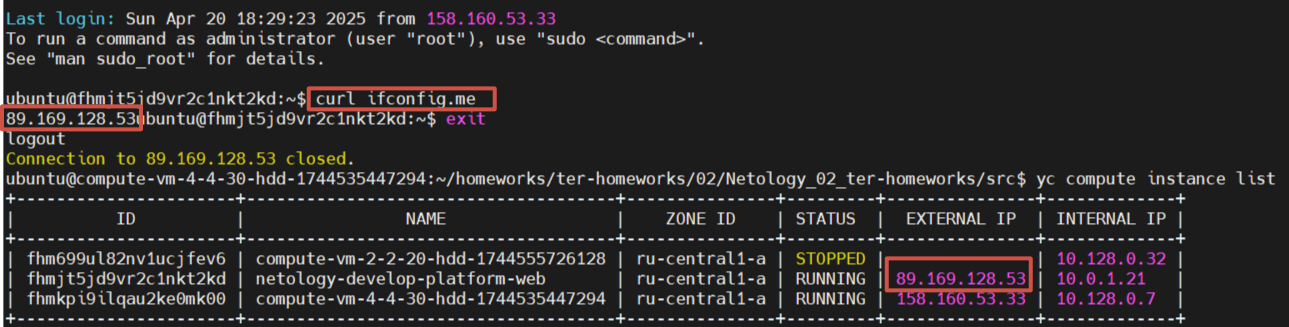 Last login: Sun Apr 20 18:29:23 2025 from 158.160.53.33
To run a command as administrator (user "root"), use "sudo <command>".
See "man sudo_root" for details.
ubuntu@fhmjt5jd9vr2c1nkt2kd:~$ curl ifconfig.me
89.169.128.53ubuntu@fhmjt5jd9vr2c1nkt2kd:~$ exit
logout
Connection to 89.169.128.53 closed.
ubuntu@compute-vm-4-4-30-hdd-1744535447294:~/homeworks/ter-homeworks/02/Netology_02_ter-homeworks/src$ yc compute instance list
+----------------------+-----------------------------------+---------------+---------+---------------+-------------+
| ID | NAME | ZONE ID | STATUS | EXTERNAL IP | INTERNAL IP |
+----------------------+-----------------------------------+---------------+---------+---------------+-------------+
| fhm699ul82nv1ucjfev6 | compute-vm-2-2-20-hdd-1744555726128 | ru-central1-a | STOPPED | | 10.128.0.32 |
| fhmjt5jd9vr2c1nkt2kd | netology-develop-platform-web | ru-central1-a | RUNNING | 89.169.128.53 | 10.0.1.21 |
| fhmkpi9ilqau2ke0mk00 | compute-vm-4-4-30-hdd-1744535447294 | ru-central1-a | RUNNING | 158.160.53.33 | 10.128.0.7 |
+----------------------+-----------------------------------+---------------+---------+---------------+-------------+